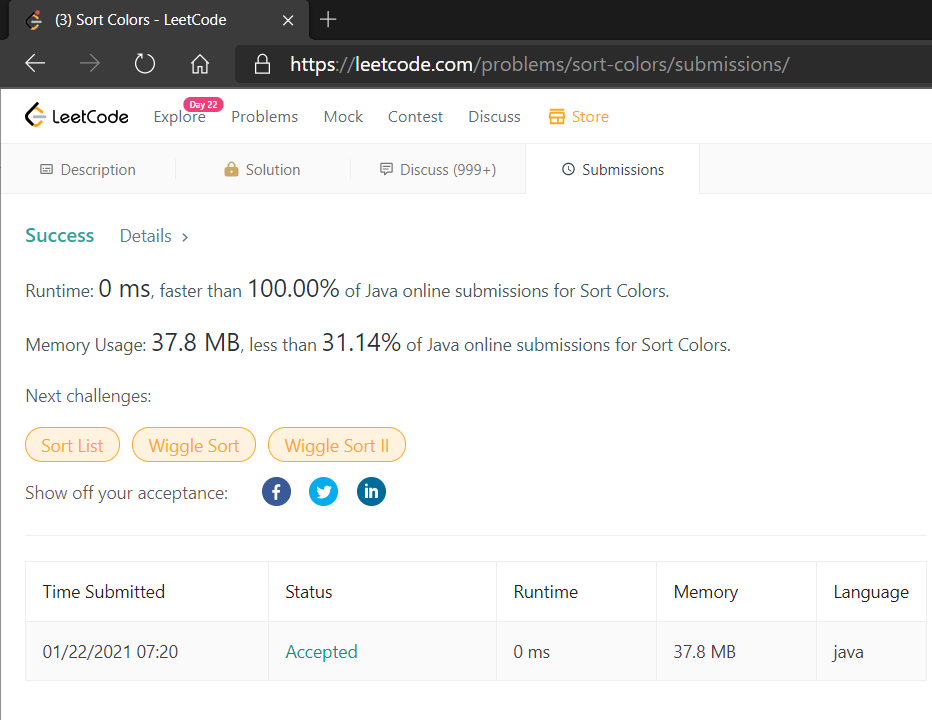 (3) Sort Colors - LeetCode
https://leetcode.com/problems/sort-colors/submissions/
LeetCode Explore Day 22 Problems Mock Contest Discuss Store
Description Solution Discuss (999+) Submissions
Success Details >
Runtime: 0 ms, faster than 100.00% of Java online submissions for Sort Colors.
Memory Usage: 37.8 MB, less than 31.14% of Java online submissions for Sort Colors.
Next challenges:
Sort List Wiggle Sort Wiggle Sort II
Show off your acceptance:
Time Submitted Status Runtime Memory Language
01/22/2021 07:20 Accepted 0 ms 37.8 MB java